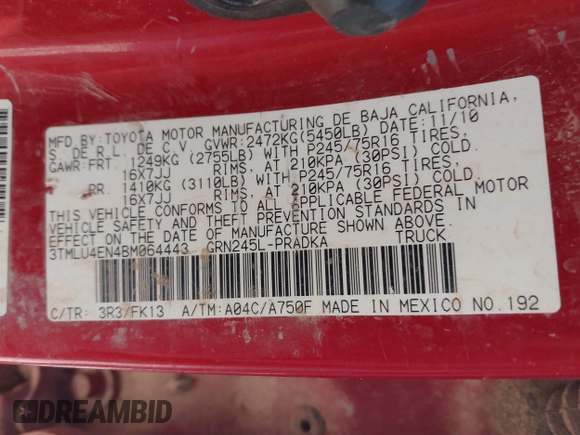 MFD.BY:TOYOTA MOTOR MANUFACTURING DE BAJA CALIFORNIA,
S. DE R.L. DE C.V. GVWR:2472KG(5450LB) DATE:11/10
GAWR:FRT. 1249KG (2755LB) WITH P245/75R16 TIRES,
16X7JJ RIMS, AT 210KPA (30PSI) COLD.
RR. 1410KG (3110LB) WITH P245/75R16 TIRES,
16X7JJ RIMS, AT 210KPA (30PSI) COLD.
THIS VEHICLE CONFORMS TO ALL APPLICABLE FEDERAL MOTOR
VEHICLE SAFETY AND THEFT PREVENTION STANDARDS IN
EFFECT ON THE DATE OF MANUFACTURE SHOWN ABOVE.
3TMLU4EN4BM064443 GRN245L-PRADKA TRUCK
C/TR: 3R3/FK13 A/TM:A04C/A750F MADE IN MEXICO NO.192
DREAMBID